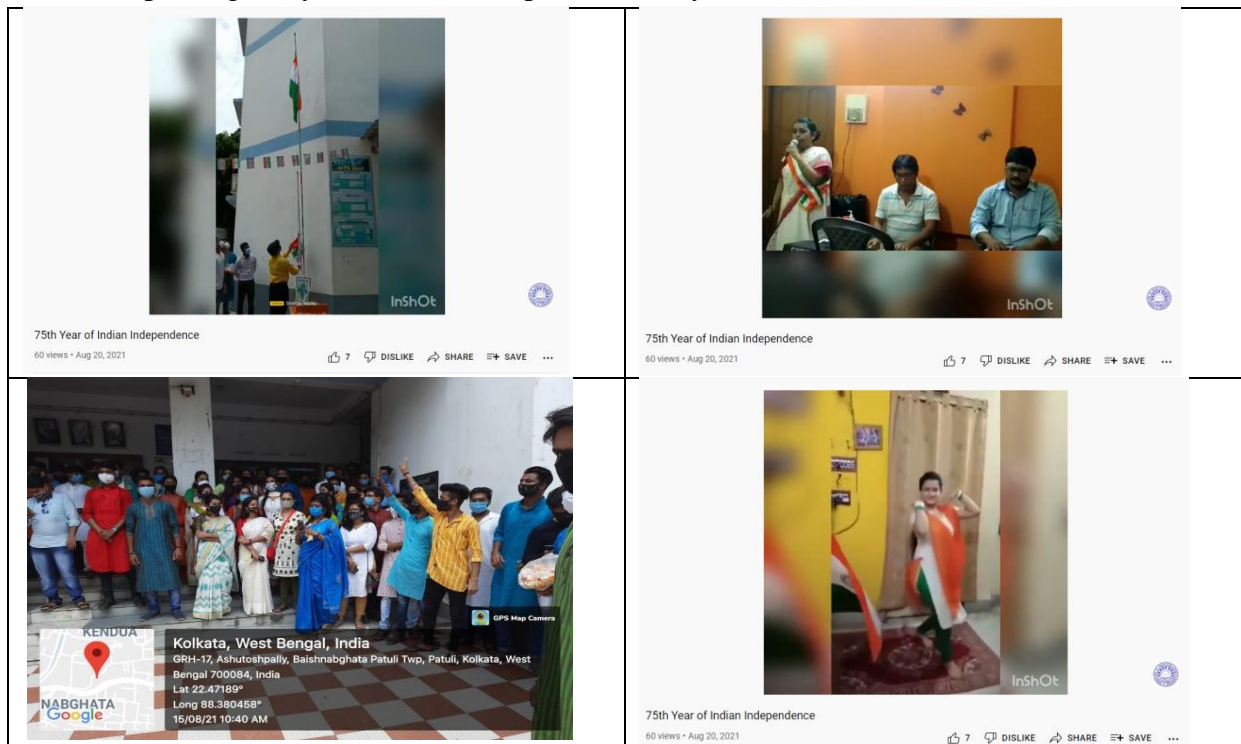 InShOt
75th Year of Indian Independence
60 views • Aug 20, 2021
7 DISLIKE SHARE SAVE ...
InShOt
75th Year of Indian Independence
60 views • Aug 20, 2021
7 DISLIKE SHARE SAVE ...
GPS Map Camera
KENDUA
NABGHATA
Google
Kolkata, West Bengal, India
GRH-17, Ashutoshpally, Baishnabghata Patuli Twp, Patuli, Kolkata, West
Bengal 700084, India
Lat 22.47189°
Long 88.380458°
15/08/21 10:40 AM
InShOt
75th Year of Indian Independence
60 views • Aug 20, 2021
7 DISLIKE SHARE SAVE ...